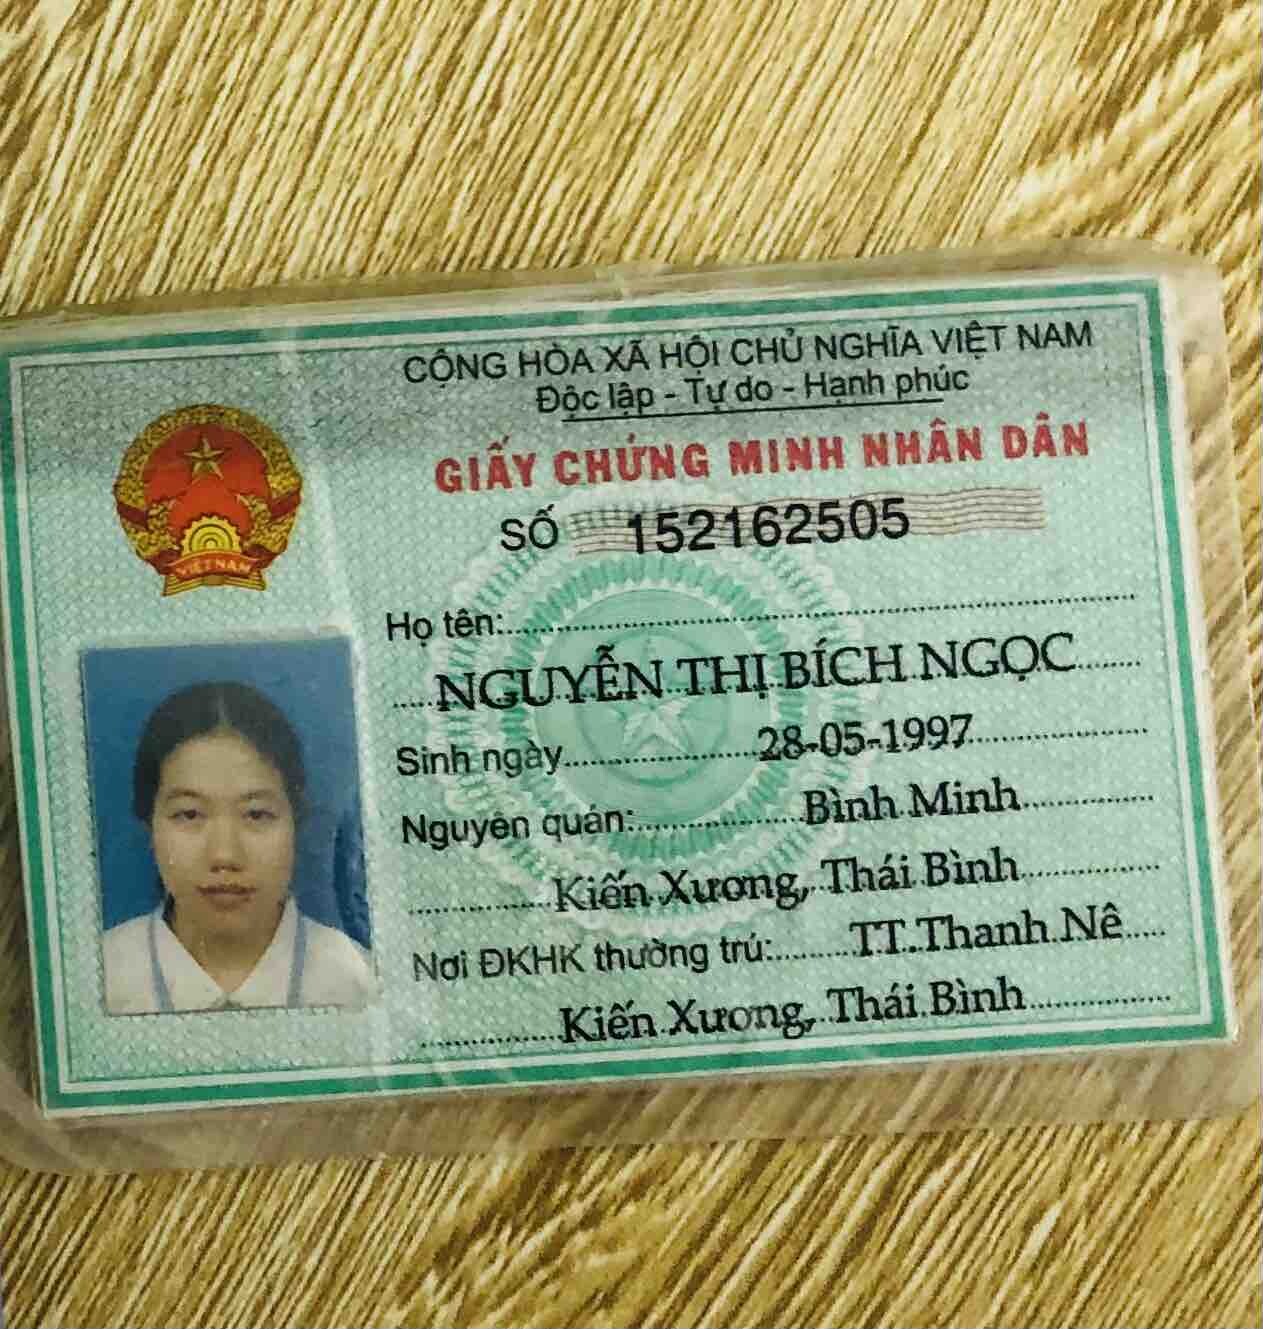 CỘNG HÒA XÃ HỘI CHỦ NGHĨA VIỆT NAM
Độc lập - Tự do - Hạnh phúc
GIẤY CHỨNG MINH NHÂN DÂN
SỐ 152162505
VIỆT NAM
Họ tên:
NGUYỄN THỊ BÍCH NGỌC
Sinh ngày 28-05-1997
Nguyên quán: Bình Minh
Kiến Xương, Thái Bình
Nơi ĐKHK thường trú: TT.Thanh Nê
Kiến Xương, Thái Bình